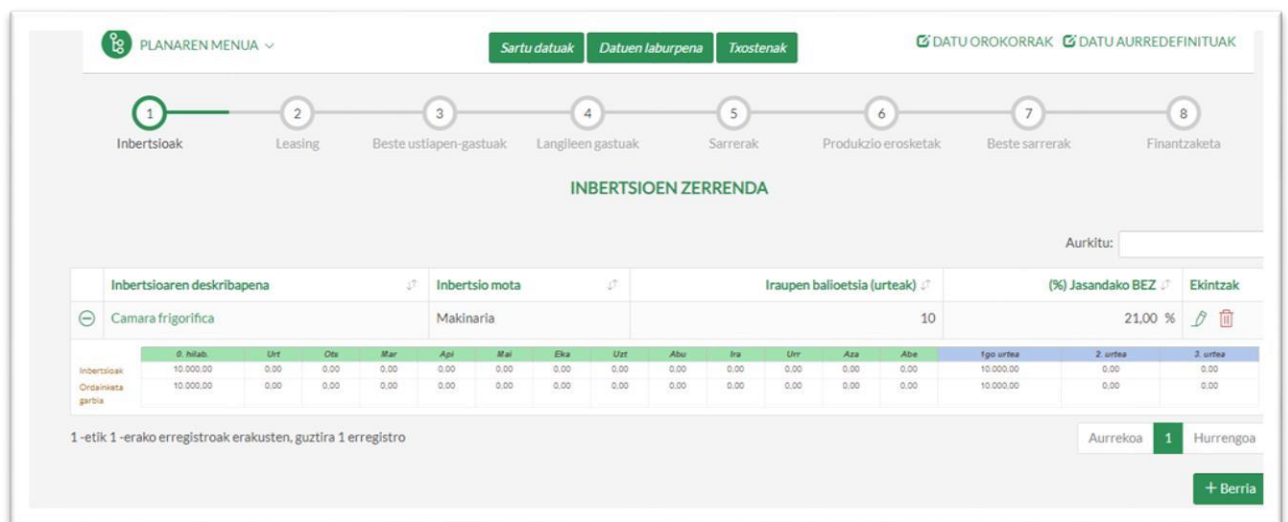 PLANAREN MENUA
Sartu datuak Datuen laburpena Txostenak
DATU OROKORRAK DATU AURREDEFINITUAK
1 2 3 4 5 6 7 8
Inbertsioak Leasing Beste ustiapen-gastuak Langileen gastuak Sarrerak Produkzio erosketak Beste sarrerak Finantzaketa
INBERTSIOEN ZERRENDA
Aurkitu:
Inbertsioaren deskribapena Inbertsio mota Iraupen balioetsia (urteak) (%) Jasandako BEZ Ekintzak
Camara frigorifica Makinaria 10 21,00 %
0. hilab. Urt Ots Mar Api Mai Eka Uzt Abu Ira Urr Aza Abe 1go urtea 2. urtea 3. urtea
Inbertsioak 10.000,00 0,00 0,00 0,00 0,00 0,00 0,00 0,00 0,00 0,00 0,00 0,00 0,00 10.000,00 0,00 0,00
Ordainketa garbia 10.000,00 0,00 0,00 0,00 0,00 0,00 0,00 0,00 0,00 0,00 0,00 0,00 0,00 10.000,00 0,00 0,00
1 -etik 1 -erako erregistroak erakusten, guztira 1 erregistro
Aurrekoa 1 Hurrengoa
+ Berria